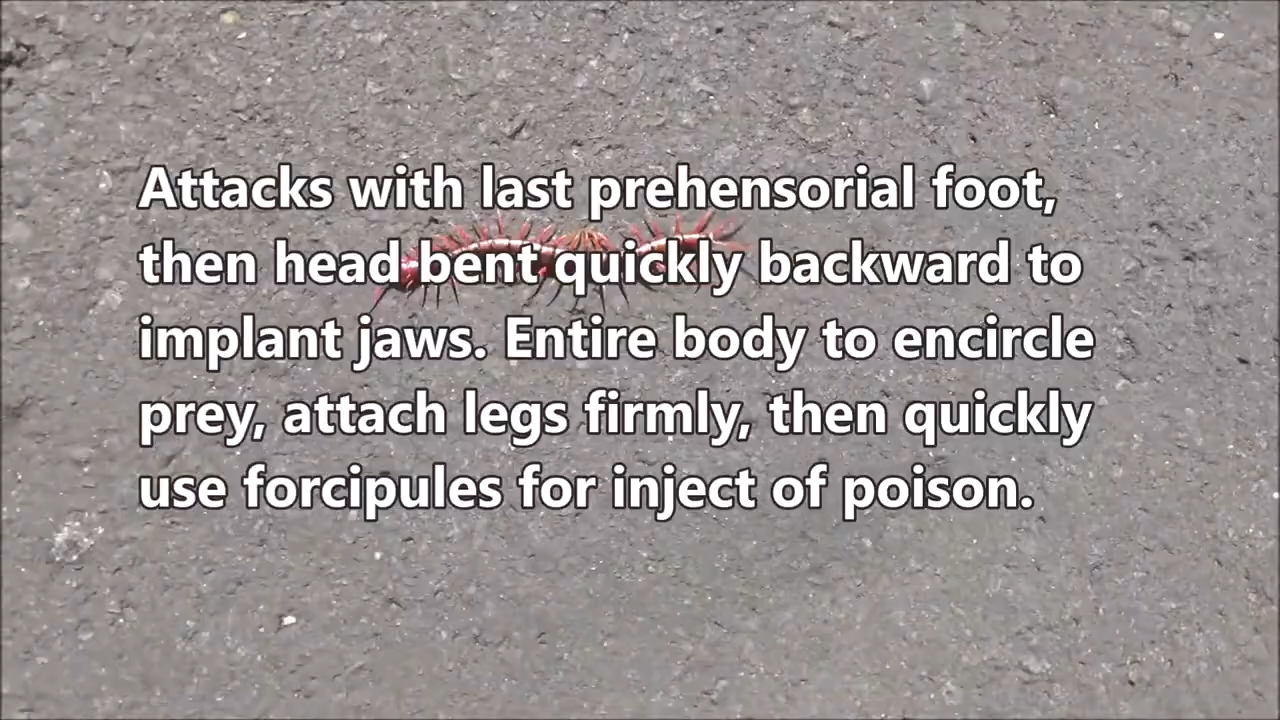 Attacks with last prehensorial foot,
then head bent quickly backward to
implant jaws. Entire body to encircle
prey, attach legs firmly, then quickly
use forcipules for inject of poison.